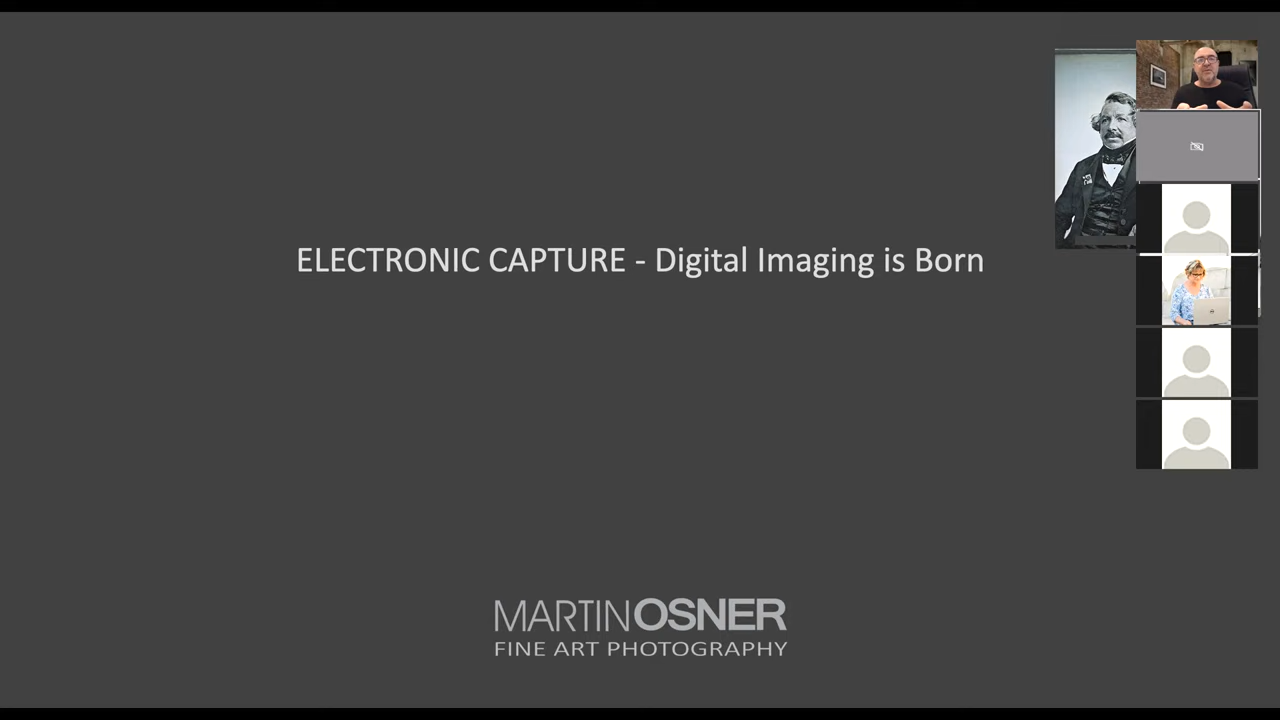 ELECTRONIC CAPTURE - Digital Imaging is Born
MARTINOSNER
FINE ART PHOTOGRAPHY